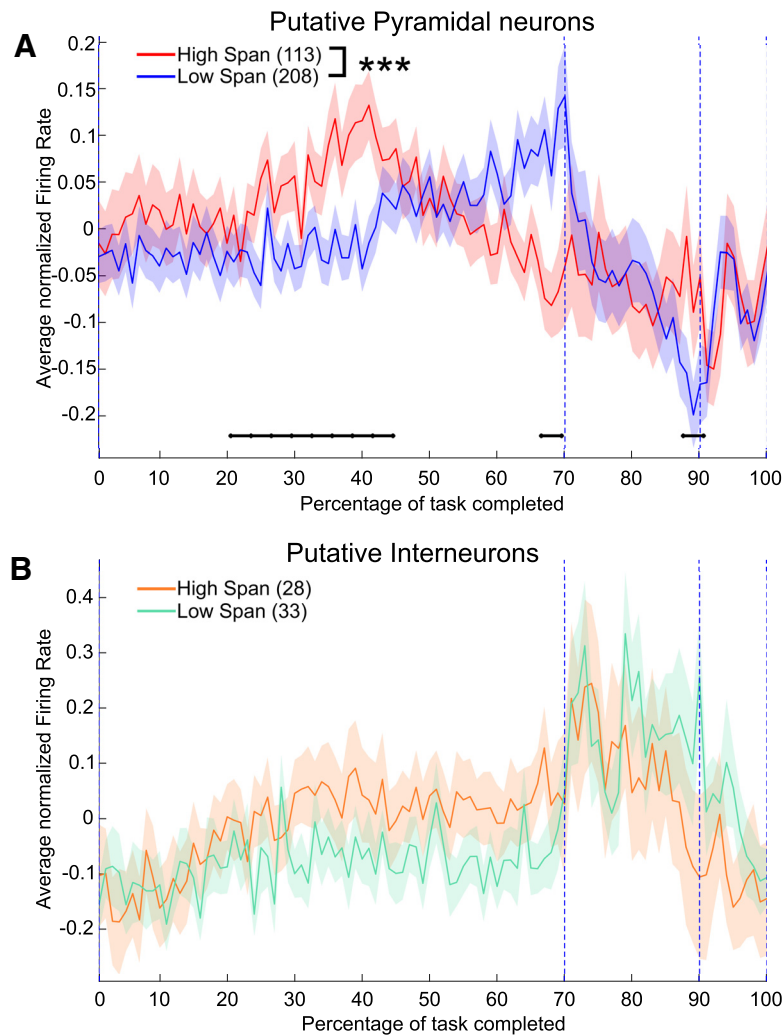 Putative Pyramidal neurons
A
High Span (113)
Low Span (208)
***
Average normalized Firing Rate
0.2
0.15
0.1
0.05
0
-0.05
-0.1
-0.15
-0.2
0 10 20 30 40 50 60 70 80 90 100
Percentage of task completed
Putative Interneurons
B
High Span (28)
Low Span (33)
Average normalized Firing Rate
0.4
0.3
0.2
0.1
0
-0.1
-0.2
0 10 20 30 40 50 60 70 80 90 100
Percentage of task completed